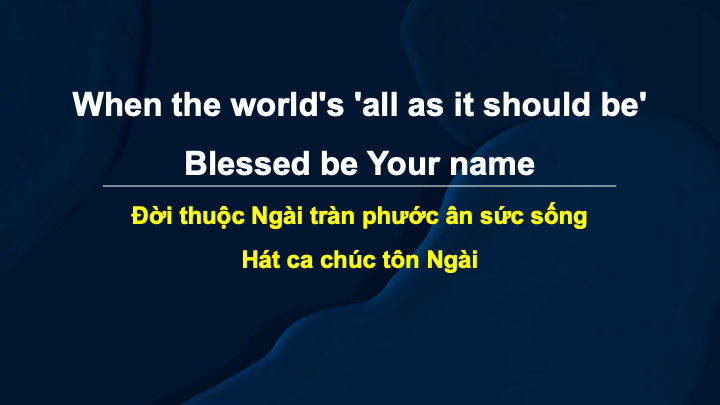 When the world's 'all as it should be'
Blessed be Your name
Đời thuộc Ngài tràn phước ân sức sống
Hát ca chúc tôn Ngài